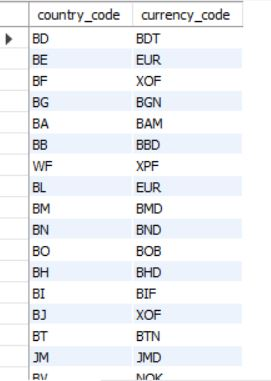 country_code currency_code
BD BDT
BE EUR
BF XOF
BG BGN
BA BAM
BB BBD
WF XPF
BL EUR
BM BMD
BN BND
BO BOB
BH BHD
BI BIF
BJ XOF
BT BTN
JM JMD
BV NOK